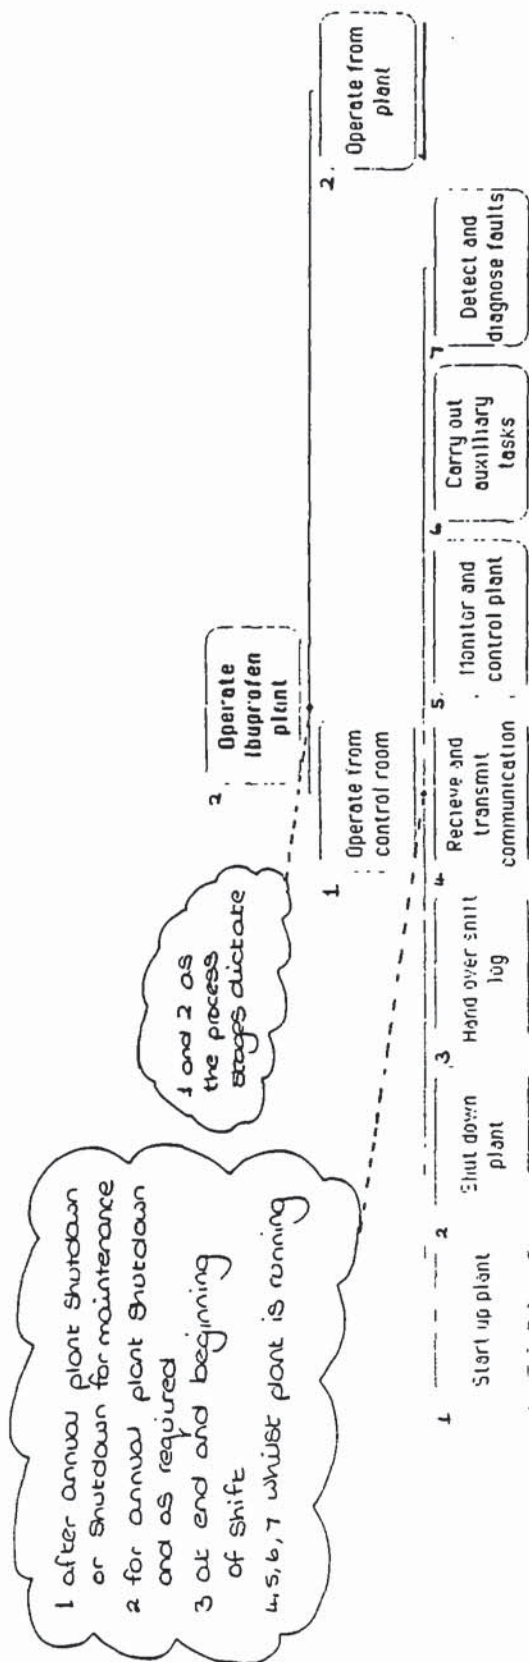 1 after annual plant shutdown
or shutdown for maintenance
2 for annual plant shutdown
and as required
3 at end and beginning
of shift
4,5,6,7 whilst plant is running
1 and 2 as
the process
stages dictate
2
Operate
Ibuprofen
plant
1
Operate from
control room
2.
Operate from
plant
1
Start up plant
2
Shut down
plant
3
Hand over shift
log
4
Recieve and
transmit
communication
5.
Monitor and
control plant
6
Carry out
auxilliary
tasks
7
Detect and
diagnose faults